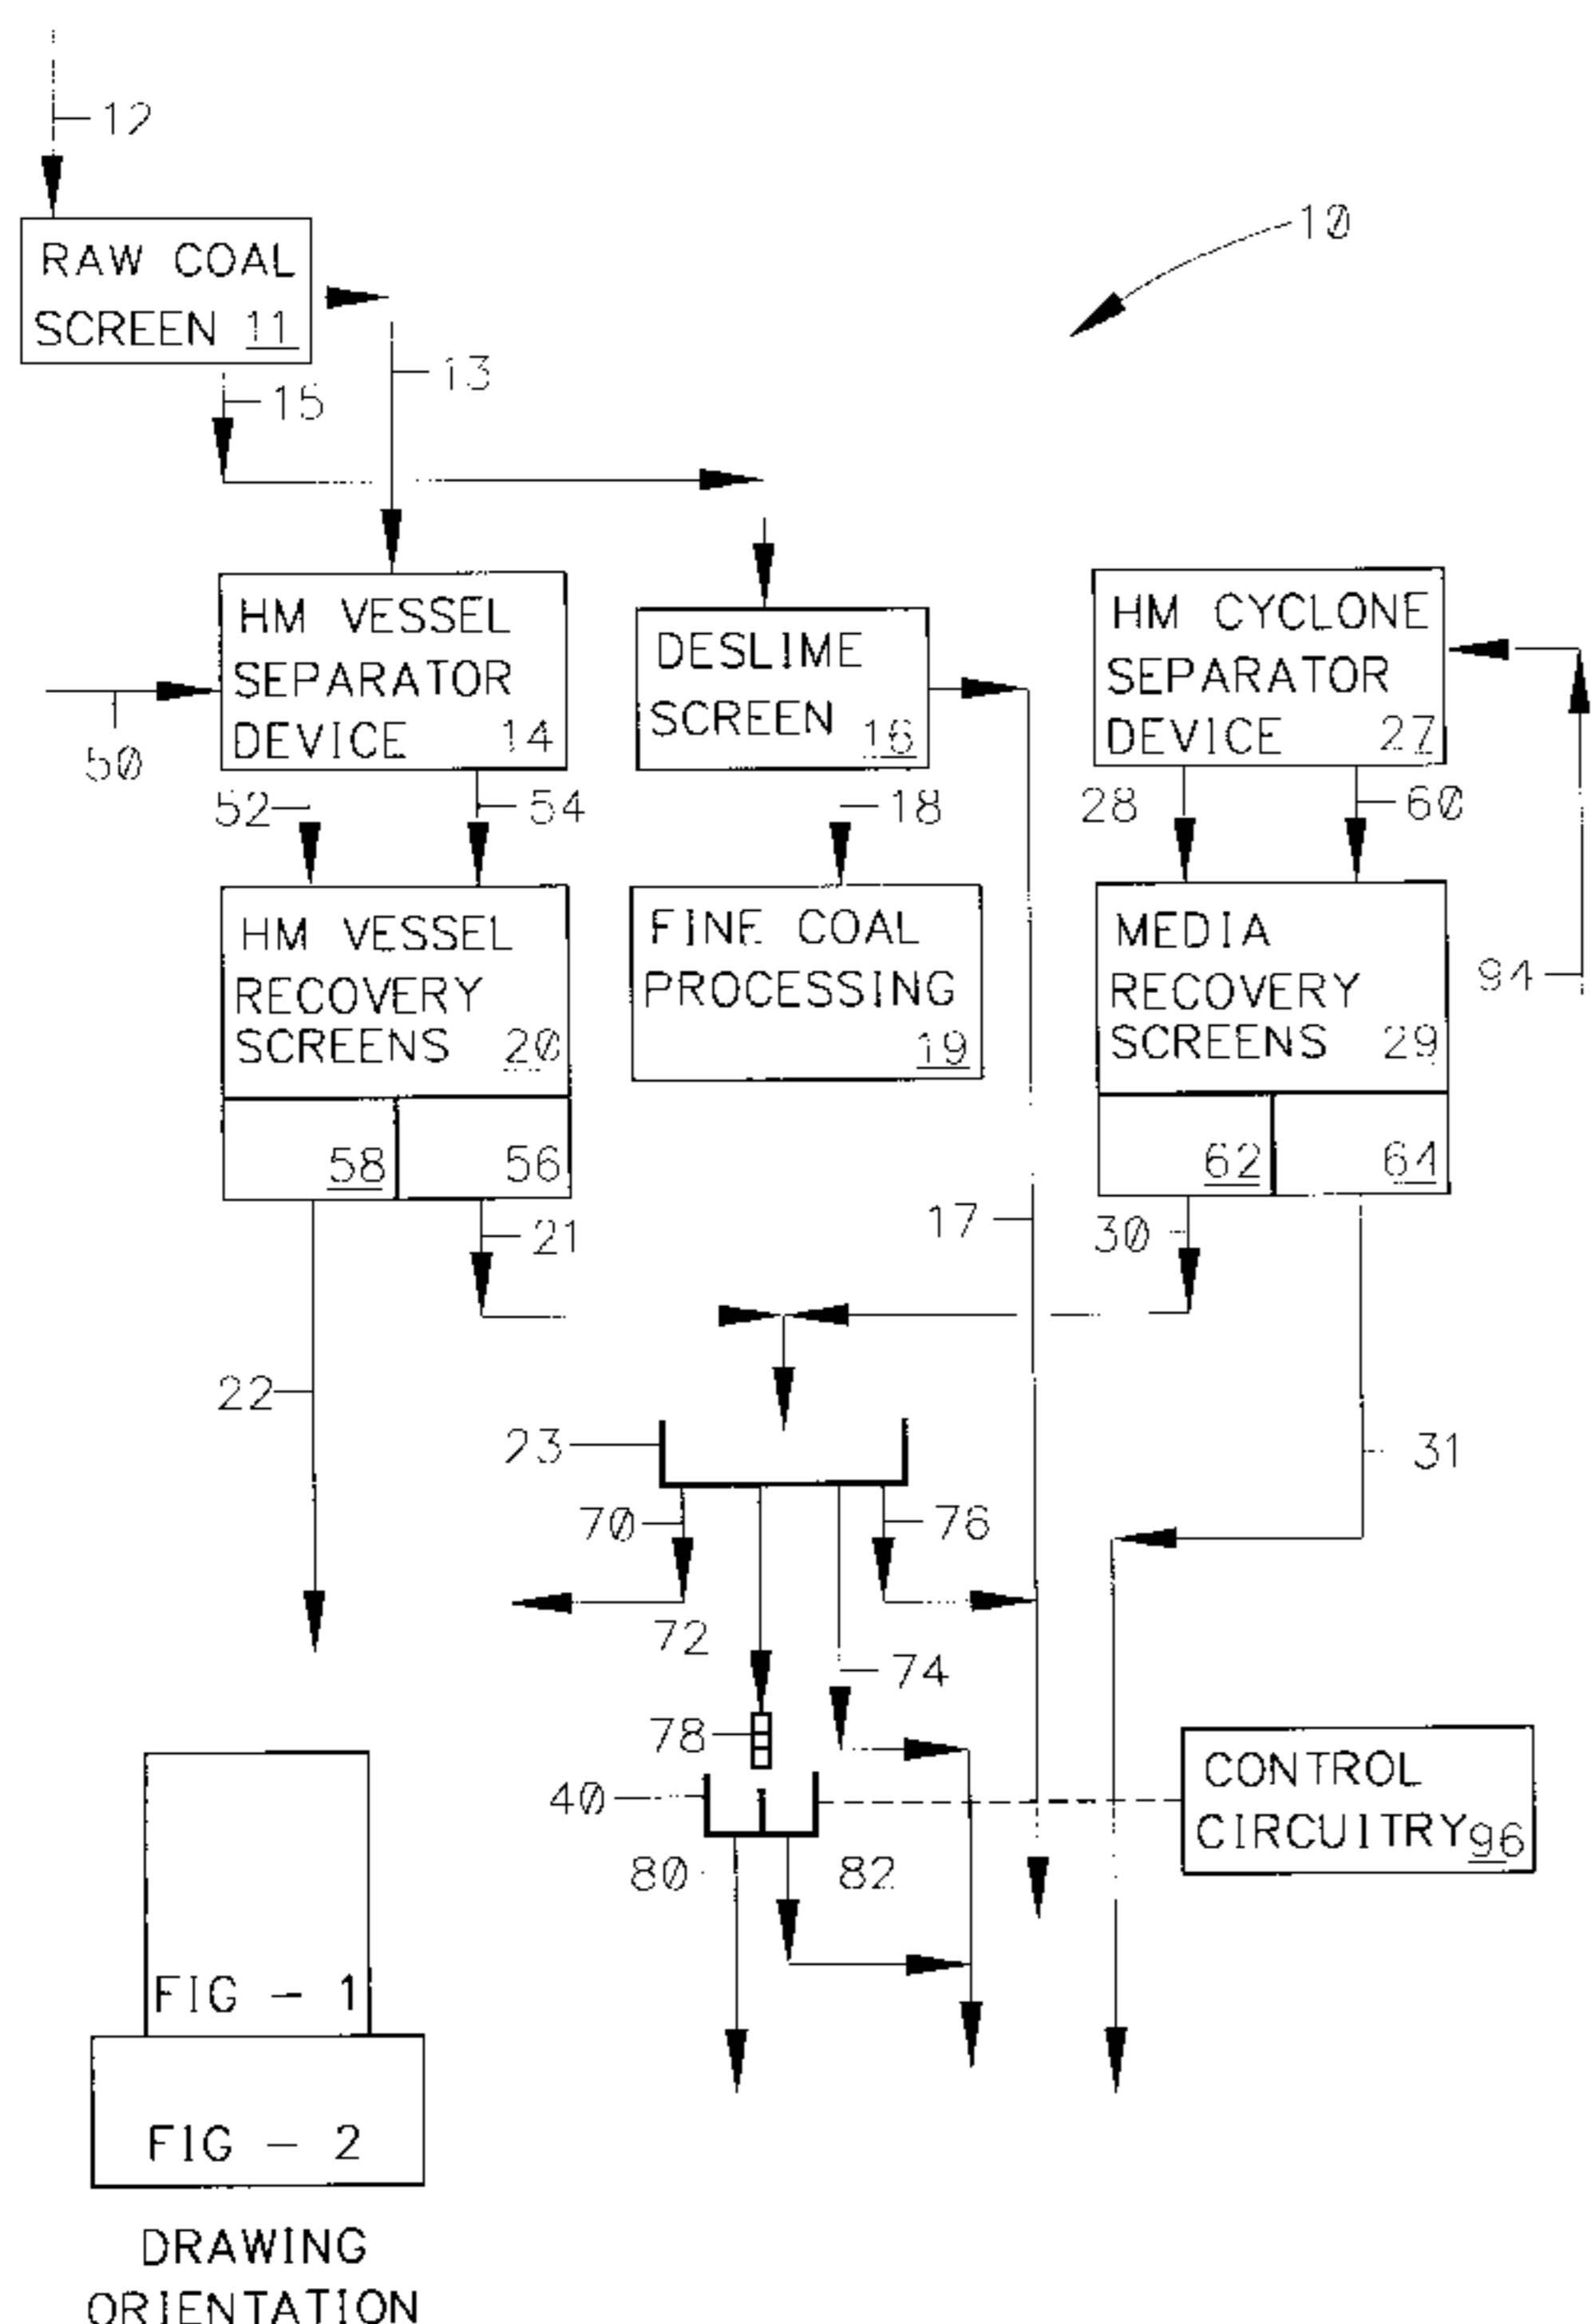 12
10
RAW COAL
SCREEN 11
13
15
HM VESSEL
SEPARATOR
DEVICE 14
DESLIME
SCREEN 16
HM CYCLONE
SEPARATOR
DEVICE 27
50
52
54
18
28
60
HM VESSEL
RECOVERY
SCREENS 20
FINE COAL
PROCESSING
19
MEDIA
RECOVERY
SCREENS 29
94
58
56
62
64
21
17
30
22
23
31
70
76
72
74
78
40
CONTROL
CIRCUITRY 96
80
82
FIG - 1
FIG - 2
DRAWING
ORIENTATION